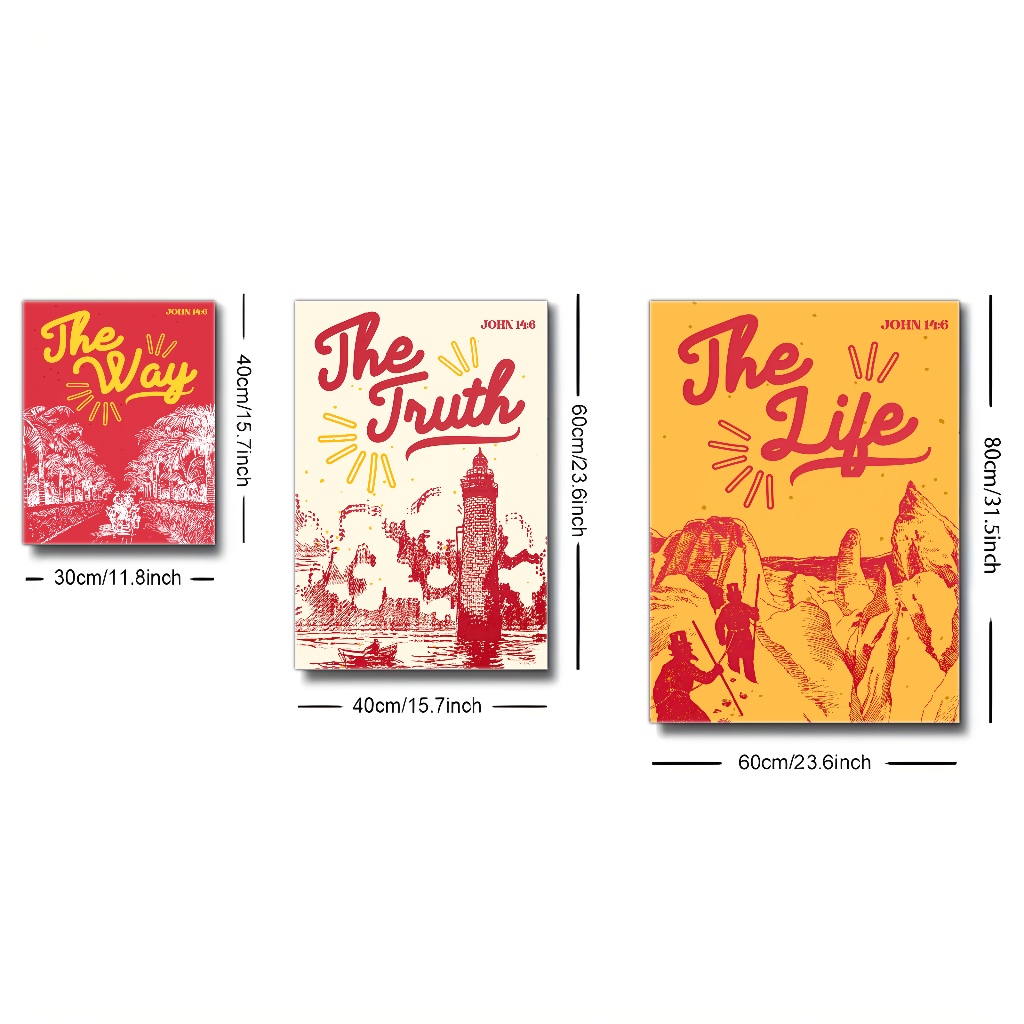 JOHN 14:6
The
Way
40cm/15.7inch
30cm/11.8inch
JOHN 14:6
The
Truth
60cm/23.6inch
40cm/15.7inch
JOHN 14:6
The
Life
80cm/31.5inch
60cm/23.6inch